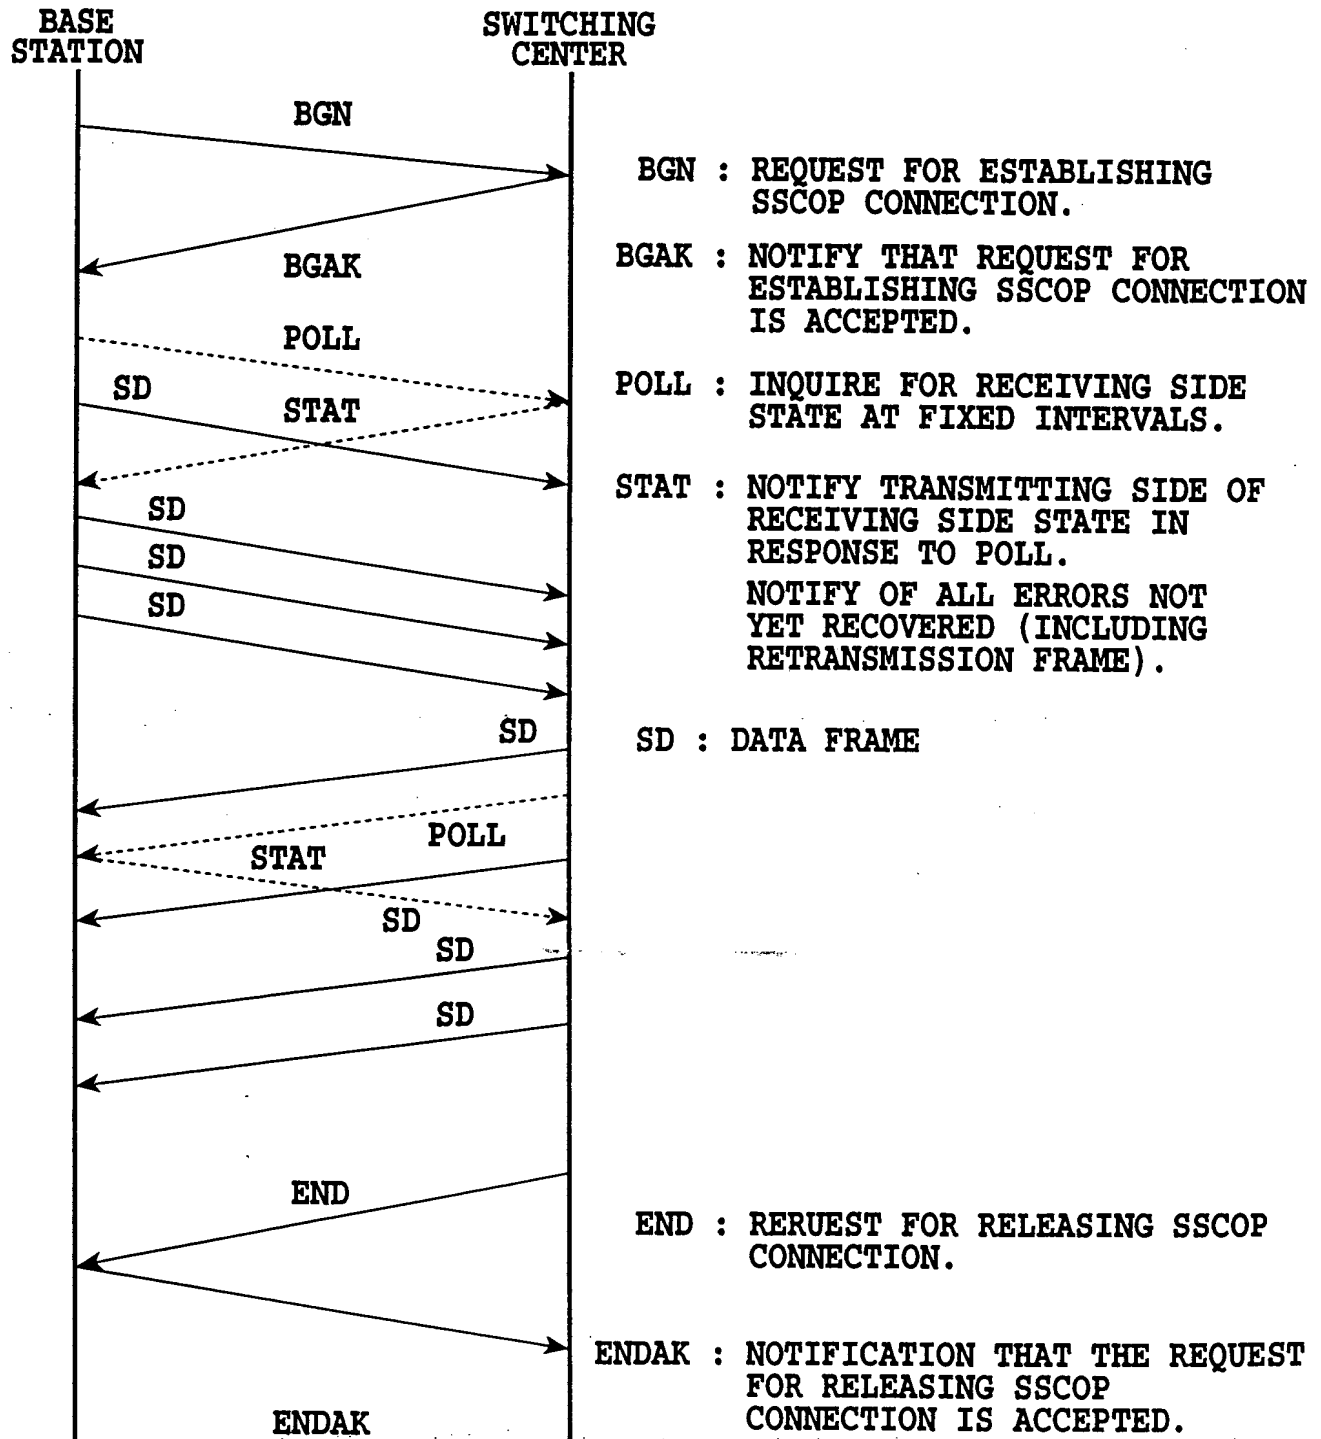 BASE
STATION
SWITCHING
CENTER
BGN
BGN : REQUEST FOR ESTABLISHING
SSCOP CONNECTION.
BGAK
BGAK : NOTIFY THAT REQUEST FOR
ESTABLISHING SSCOP CONNECTION
IS ACCEPTED.
POLL
SD
STAT
POLL : INQUIRE FOR RECEIVING SIDE
STATE AT FIXED INTERVALS.
SD
SD
SD
STAT : NOTIFY TRANSMITTING SIDE OF
RECEIVING SIDE STATE IN
RESPONSE TO POLL.
NOTIFY OF ALL ERRORS NOT
YET RECOVERED (INCLUDING
RETRANSMISSION FRAME).
SD
SD : DATA FRAME
POLL
STAT
SD
SD
SD
END
END : RERUEST FOR RELEASING SSCOP
CONNECTION.
ENDAK : NOTIFICATION THAT THE REQUEST
FOR RELEASING SSCOP
CONNECTION IS ACCEPTED.
ENDAK